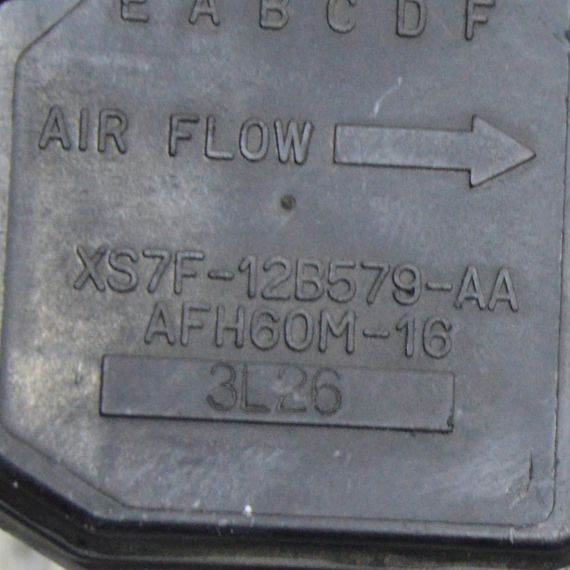 E A B C D F
AIR FLOW
XS7F-12B579-AA
AFH60M-16
3L26